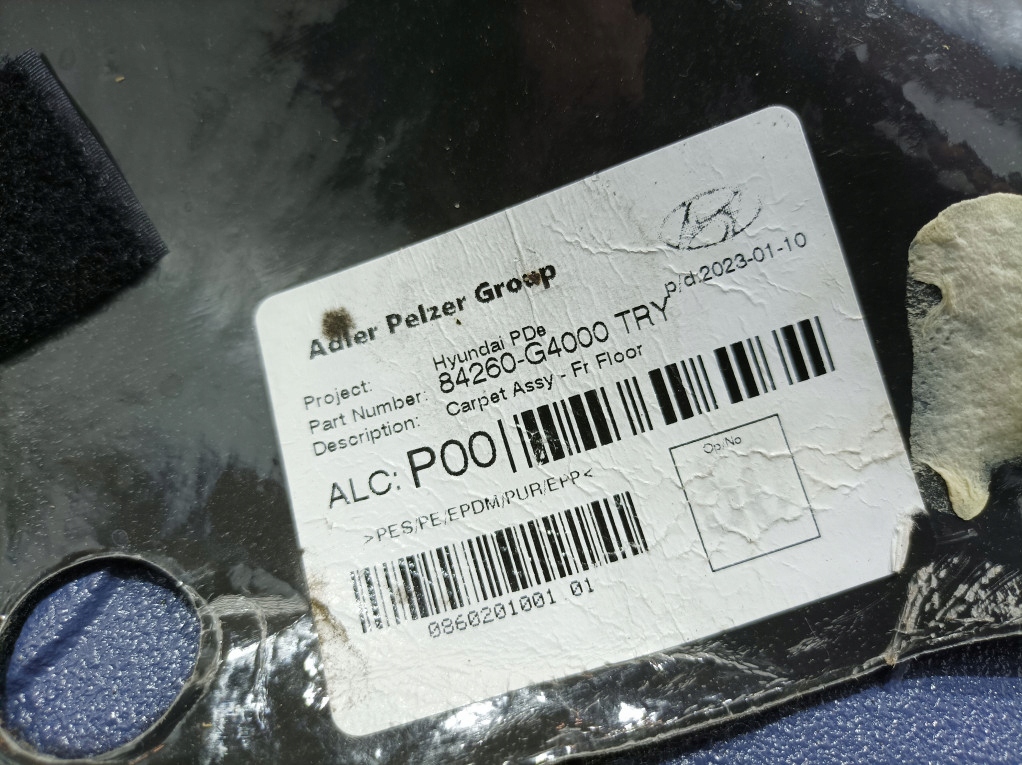 Adler Pelzer Group
p/d:2023-01-10
Project: Hyundai PDe
Part Number: 84260-G4000 TRY
Description: Carpet Assy - Fr Floor
ALC: P00
>PES/PE/EPDM/PUR/EPP<
Op/No
0860201001 01